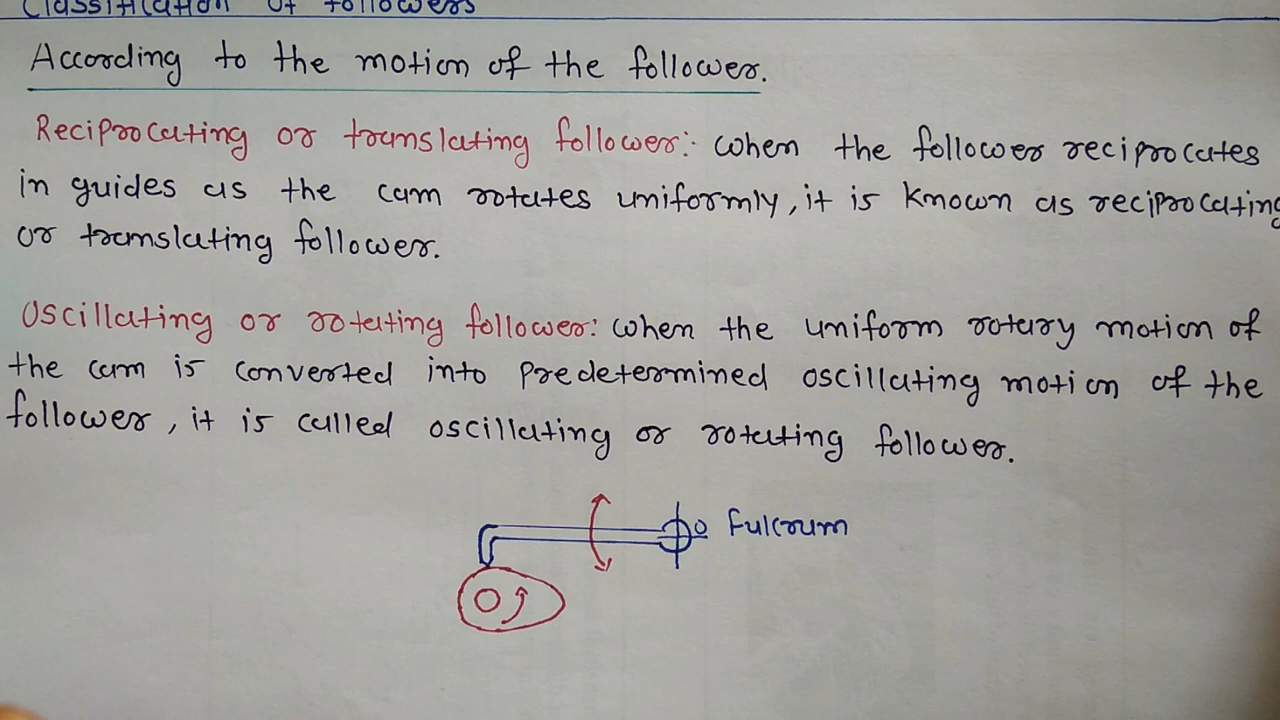 Classification of followers
According to the motion of the follower.
Reciprocating or translating follower:- when the follower reciprocates
in guides as the cam rotates uniformly, it is known as reciprocating
or translating follower.
Oscillating or rotating follower: when the uniform rotary motion of
the cam is converted into predetermined oscillating motion of the
follower, it is called oscillating or rotating follower.
o Fulcrum